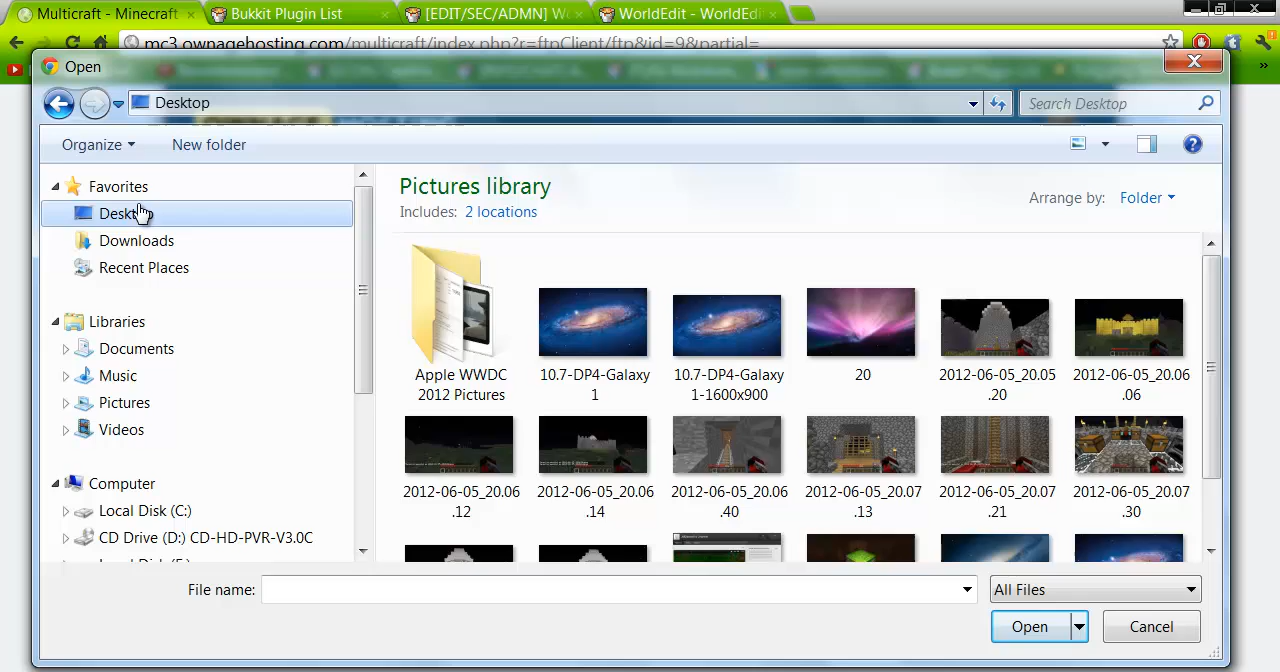 Multicraft - Minecraft
Bukkit Plugin List
[EDIT/SEC/ADMN] Wo
WorldEdit - WorldEdi
mc3.ownagehosting.com/multicraft/index.php?r=ftpClient/ftp&id=9&partial=
Open
Desktop
Search Desktop
Organize
New folder
Favorites
Desktop
Downloads
Recent Places
Libraries
Documents
Music
Pictures
Videos
Computer
Local Disk (C:)
CD Drive (D:) CD-HD-PVR-V3.0C
Pictures library
Includes: 2 locations
Arrange by: Folder
Apple WWDC
2012 Pictures
10.7-DP4-Galaxy
1
10.7-DP4-Galaxy
1-1600x900
20
2012-06-05_20.05
.20
2012-06-05_20.06
.06
2012-06-05_20.06
.12
2012-06-05_20.06
.14
2012-06-05_20.06
.40
2012-06-05_20.07
.13
2012-06-05_20.07
.21
2012-06-05_20.07
.30
File name:
All Files
Open
Cancel